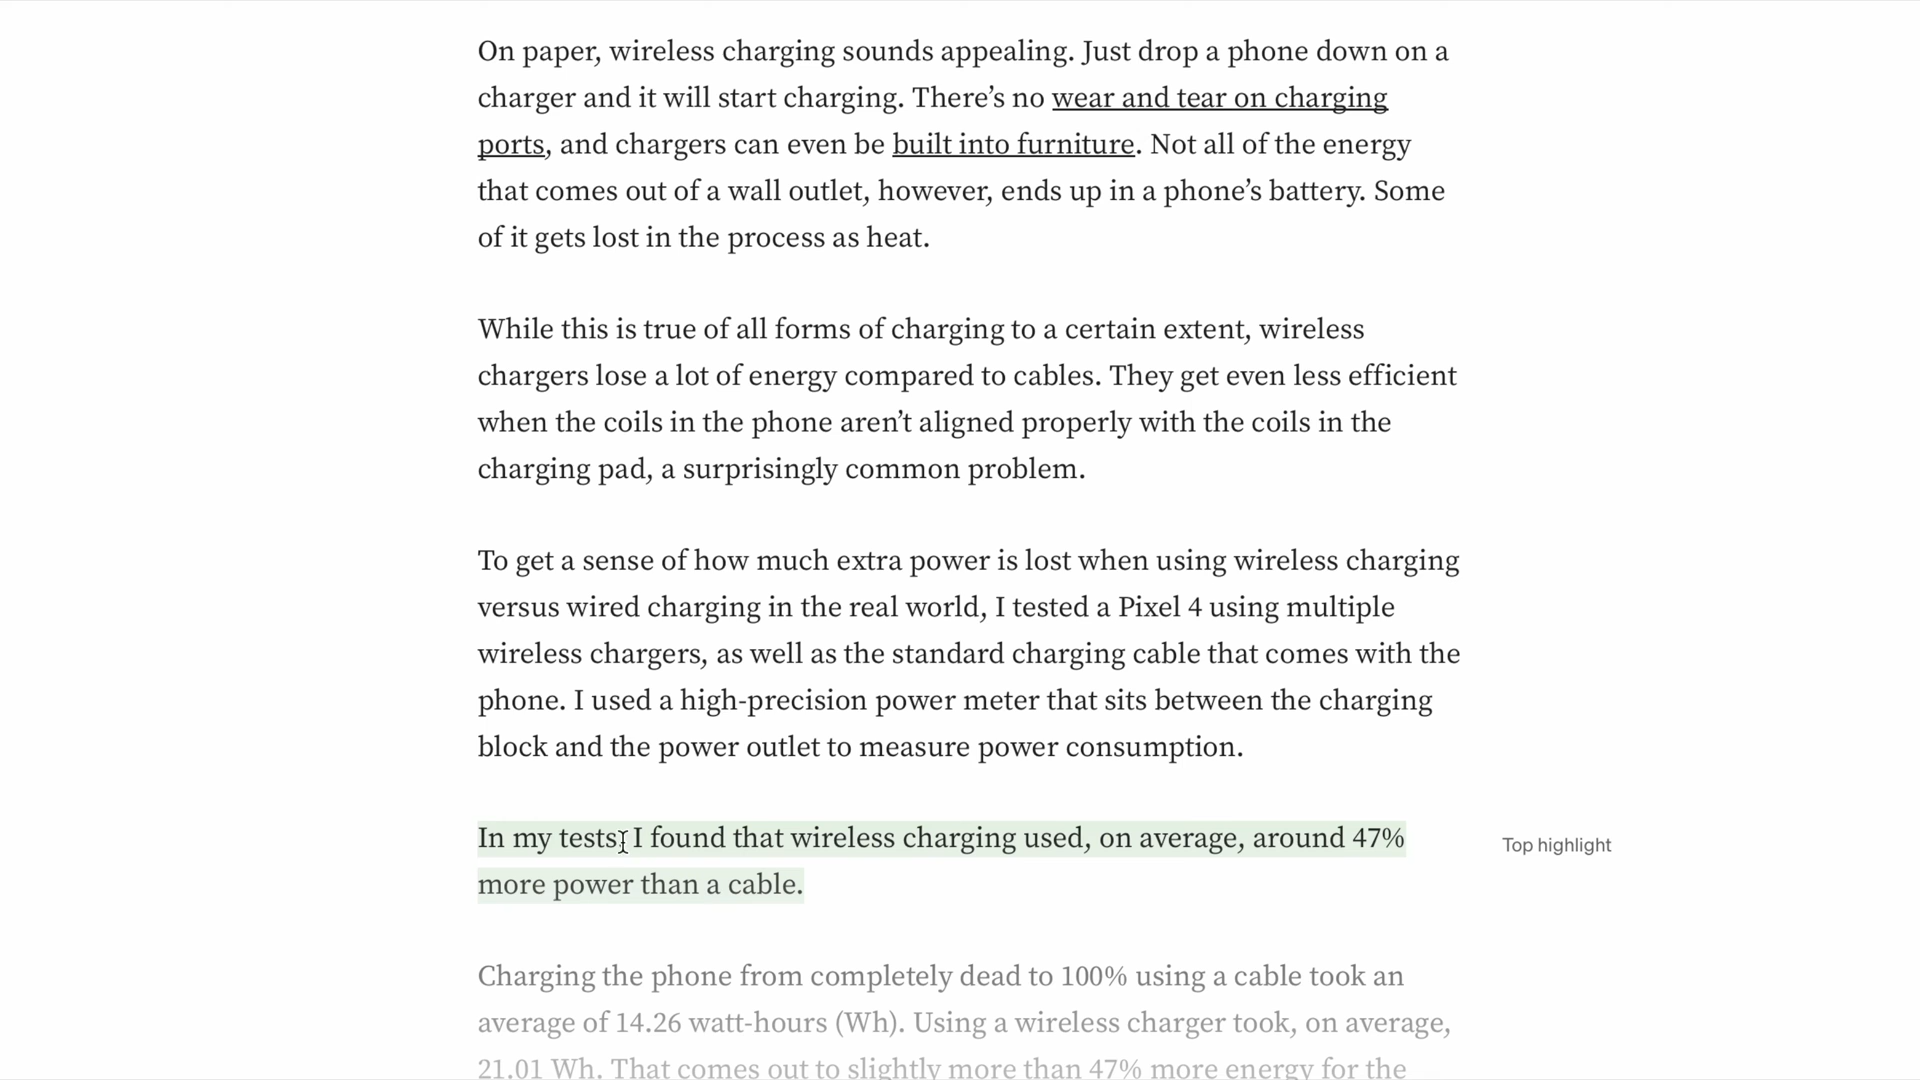 On paper, wireless charging sounds appealing. Just drop a phone down on a
charger and it will start charging. There’s no wear and tear on charging
ports, and chargers can even be built into furniture. Not all of the energy
that comes out of a wall outlet, however, ends up in a phone’s battery. Some
of it gets lost in the process as heat.
While this is true of all forms of charging to a certain extent, wireless
chargers lose a lot of energy compared to cables. They get even less efficient
when the coils in the phone aren’t aligned properly with the coils in the
charging pad, a surprisingly common problem.
To get a sense of how much extra power is lost when using wireless charging
versus wired charging in the real world, I tested a Pixel 4 using multiple
wireless chargers, as well as the standard charging cable that comes with the
phone. I used a high-precision power meter that sits between the charging
block and the power outlet to measure power consumption.
In my tests, I found that wireless charging used, on average, around 47%
more power than a cable.
Top highlight
Charging the phone from completely dead to 100% using a cable took an
average of 14.26 watt-hours (Wh). Using a wireless charger took, on average,
21.01 Wh. That comes out to slightly more than 47% more energy for the